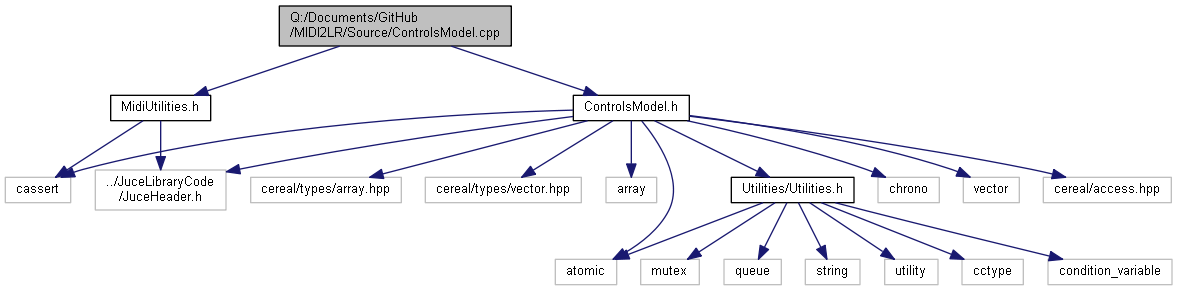 Q:/Documents/GitHub
/MIDI2LR/Source/ControlsModel.cpp
MidiUtilities.h
ControlsModel.h
cassert
../JuceLibraryCode
/JuceHeader.h
cereal/types/array.hpp
cereal/types/vector.hpp
array
Utilities/Utilities.h
chrono
vector
cereal/access.hpp
atomic
mutex
queue
string
utility
cctype
condition_variable